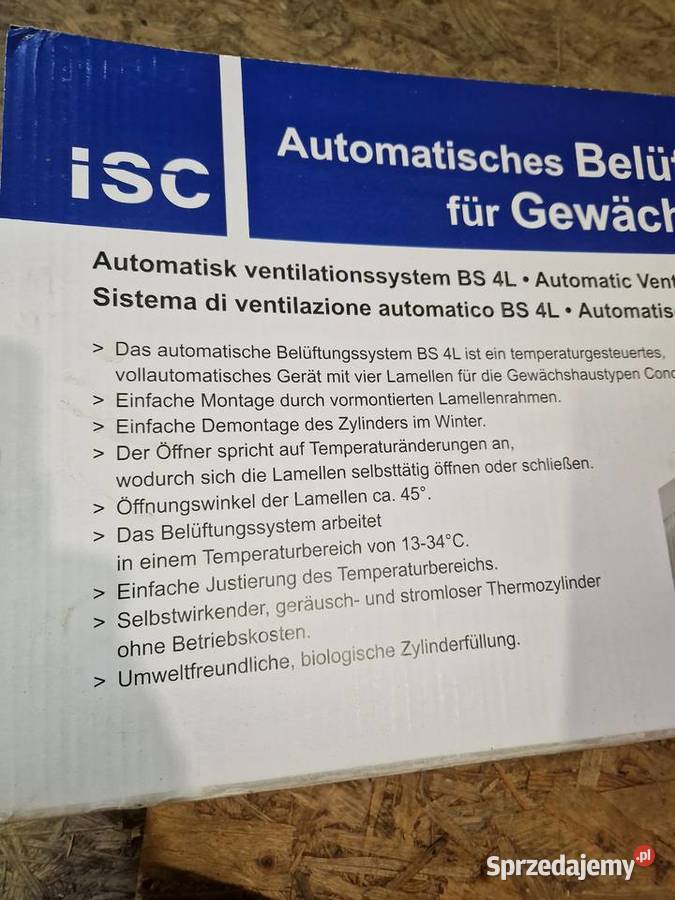 isc
Automatisches Belüf
für Gewäch
Automatisk ventilationssystem BS 4L • Automatic Vent
Sistema di ventilazione automatico BS 4L • Automatis
> Das automatische Belüftungssystem BS 4L ist ein temperaturgesteuertes,
vollautomatisches Gerät mit vier Lamellen für die Gewächshaustypen Conc
> Einfache Montage durch vormontierten Lamellenrahmen.
> Einfache Demontage des Zylinders im Winter.
> Der Öffner spricht auf Temperaturänderungen an,
wodurch sich die Lamellen selbsttätig öffnen oder schließen.
> Öffnungswinkel der Lamellen ca. 45°.
> Das Belüftungssystem arbeitet
in einem Temperaturbereich von 13-34°C.
> Einfache Justierung des Temperaturbereichs.
> Selbstwirkender, geräusch- und stromloser Thermozylinder
ohne Betriebskosten.
> Umweltfreundliche, biologische Zylinderfüllung.
Sprzedajemy.pl